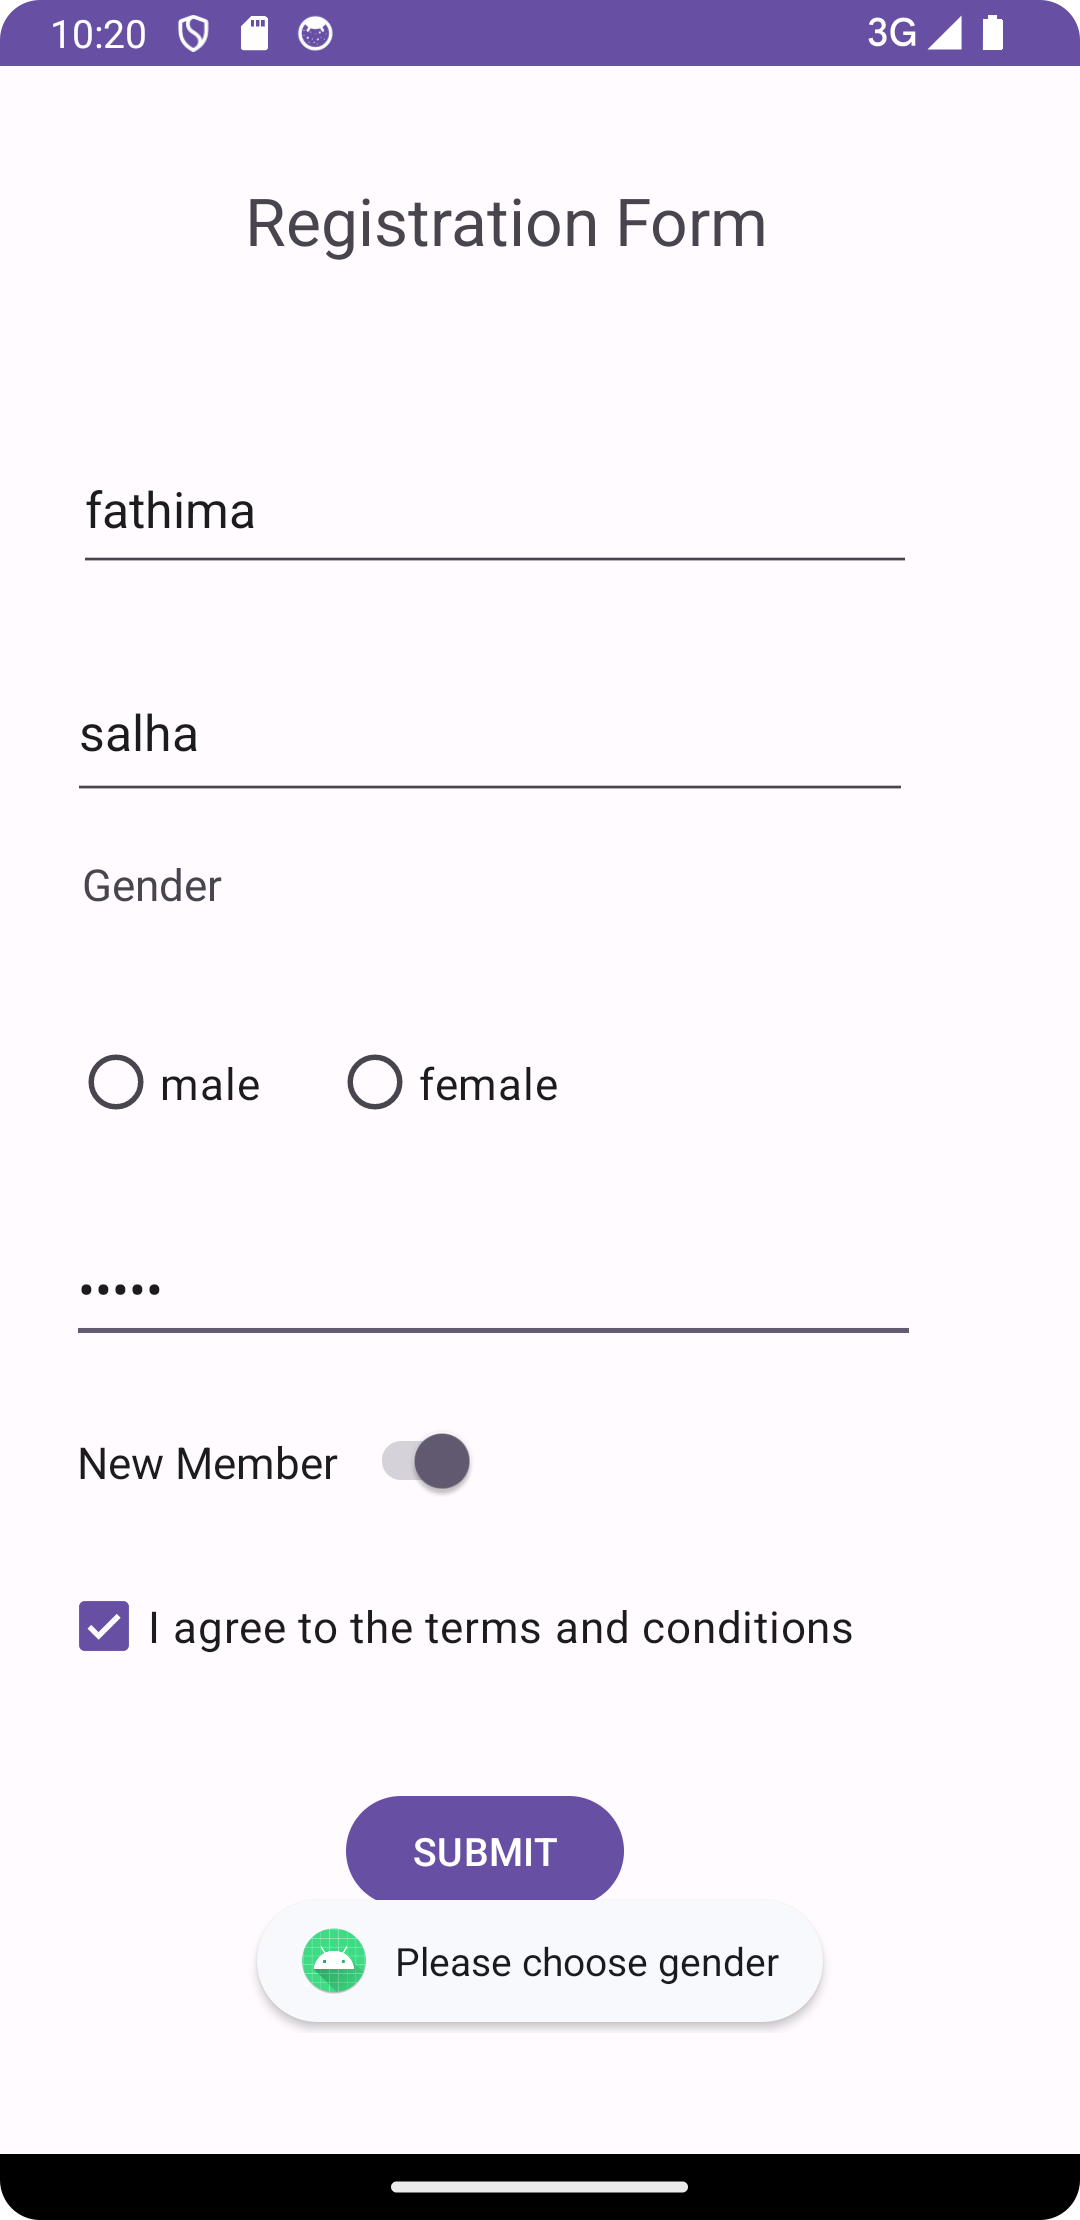 10:20 3G
Registration Form
fathima
salha
Gender
male female
•••••
New Member
I agree to the terms and conditions
SUBMIT
Please choose gender